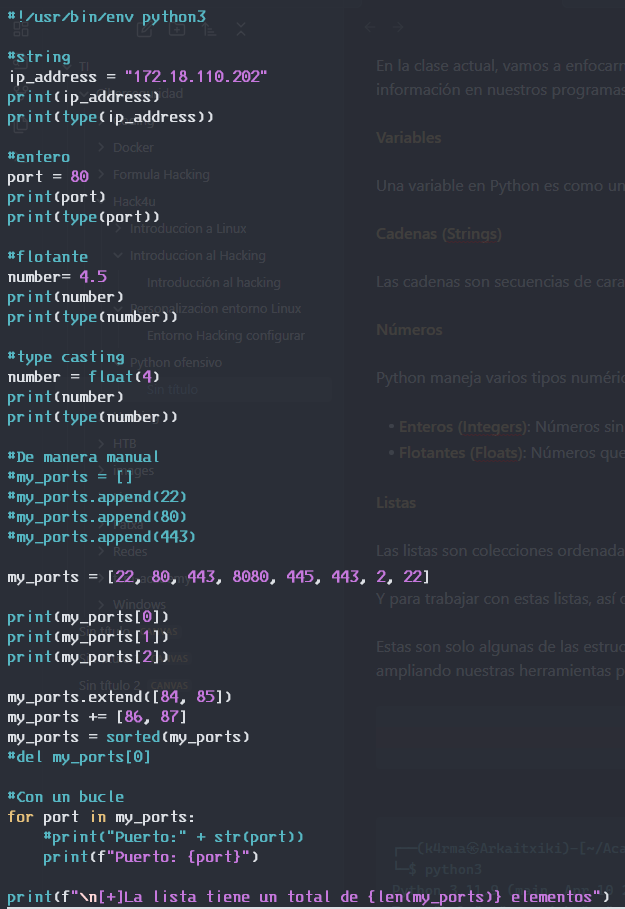 #!/usr/bin/env python3
#string
ip_address = "172.18.110.202"
print(ip_address)
print(type(ip_address))
#entero
port = 80
print(port)
print(type(port))
#flotante
number= 4.5
print(number)
print(type(number))
#type casting
number = float(4)
print(number)
print(type(number))
#De manera manual
#my_ports = []
#my_ports.append(22)
#my_ports.append(80)
#my_ports.append(443)
my_ports = [22, 80, 443, 8080, 445, 443, 2, 22]
print(my_ports[0])
print(my_ports[1])
print(my_ports[2])
my_ports.extend([84, 85])
my_ports += [86, 87]
my_ports = sorted(my_ports)
#del my_ports[0]
#Con un bucle
for port in my_ports:
    #print("Puerto:" + str(port))
    print(f"Puerto: {port}")
print(f"\n[+]La lista tiene un total de {len(my_ports)} elementos")
TI
Docker
Formula Hacking
Hack4u
Introduccion a Linux
Introduccion al Hacking
Introducción al hacking
Personalizacion entorno Linux
Entorno Hacking configurar
Python ofensivo
Sin título
HTB
images
Redes
Windows
Sin título 2 CANVAS
En la clase actual, vamos a enfocarn
información en nuestros programas
Variables
Una variable en Python es como un
Cadenas (Strings)
Las cadenas son secuencias de cara
Números
Python maneja varios tipos numéric
• Enteros (Integers): Números sin
• Flotantes (Floats): Números que
Listas
Las listas son colecciones ordenada
Y para trabajar con estas listas, así c
Estas son solo algunas de las estruc
ampliando nuestras herramientas p
(k4rma㉿Arkaitxiki)-[~/Aca
$ python3